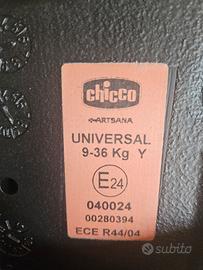 chicco
ARTSANA
UNIVERSAL
9-36 Kg Y
E24
040024
00280394
ECE R44/04
subito